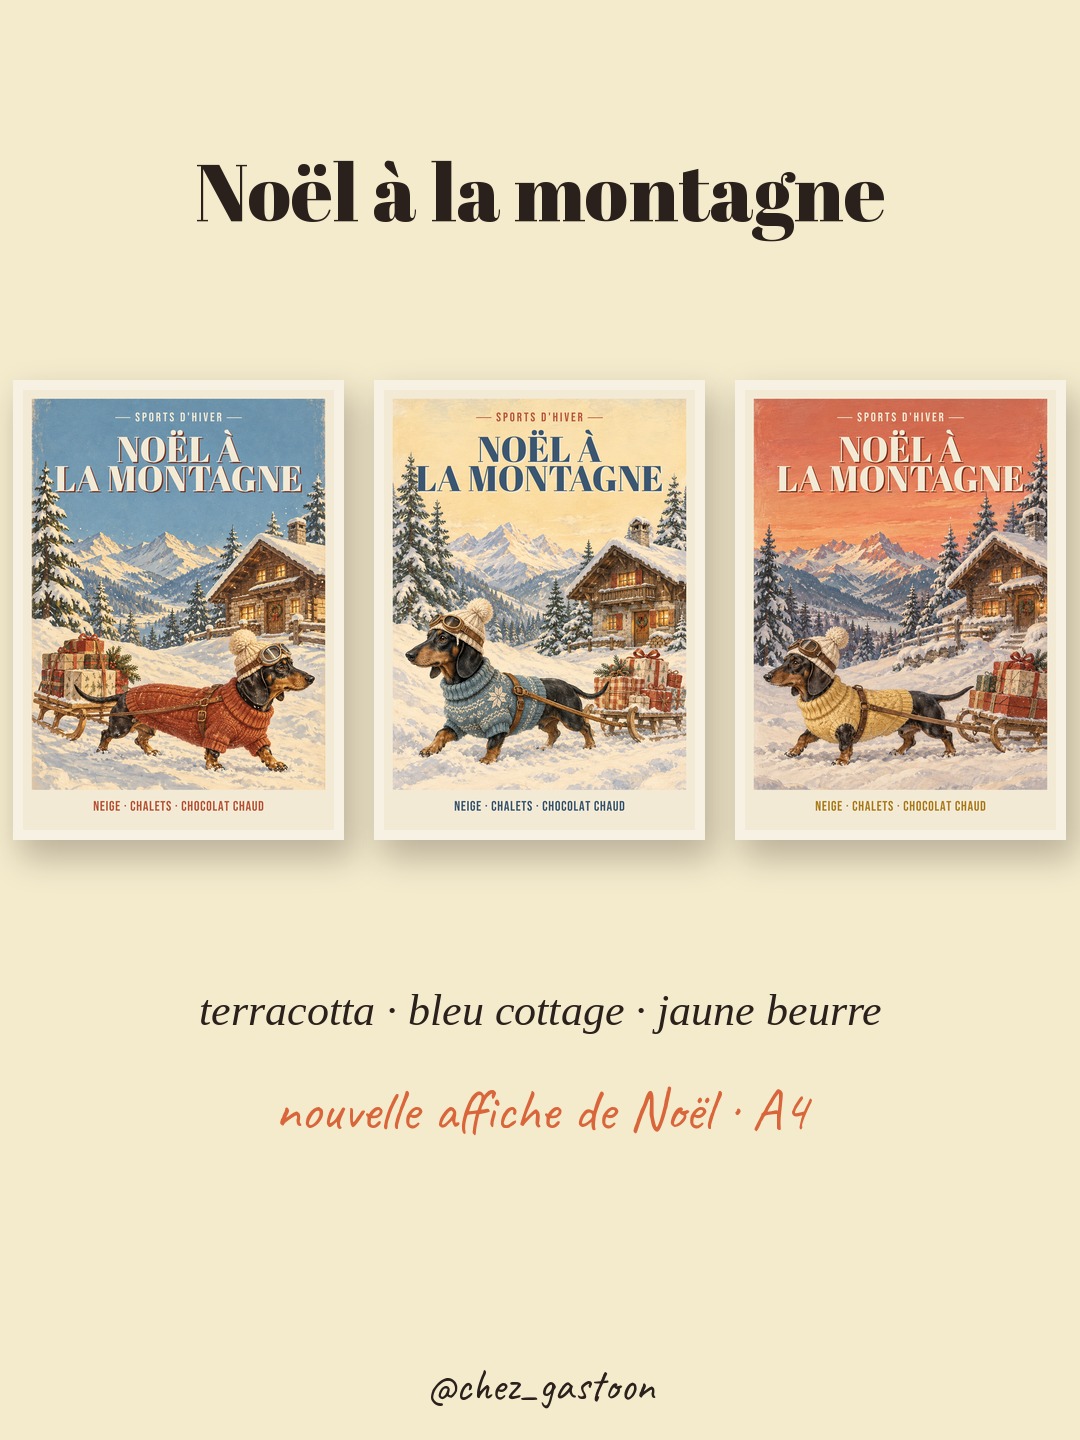 Noël à la montagne
SPORTS D'HIVER
NOËL À
LA MONTAGNE
NEIGE · CHALETS · CHOCOLAT CHAUD
SPORTS D'HIVER
NOËL À
LA MONTAGNE
NEIGE · CHALETS · CHOCOLAT CHAUD
SPORTS D'HIVER
NOËL À
LA MONTAGNE
NEIGE · CHALETS · CHOCOLAT CHAUD
terracotta · bleu cottage · jaune beurre
nouvelle affiche de Noël · A4
@chez_gastoon